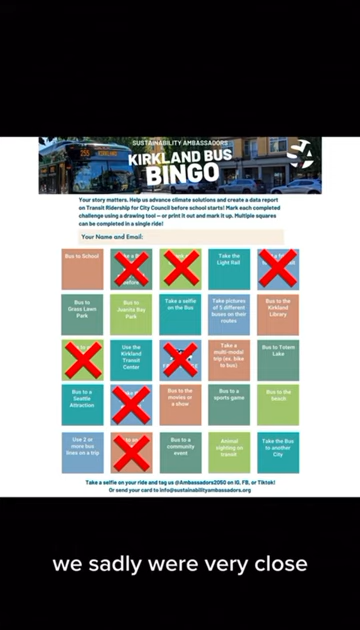 255 KIRKLAND
SUSTAINABILITY AMBASSADORS
KIRKLAND BUS
BINGO
Your story matters. Help us advance climate solutions and create a data report
on Transit Ridership for City Council before school starts! Mark each completed
challenge using a drawing tool – or print it out and mark it up. Multiple squares
can be completed in a single ride!
Your Name and Email:
Bus to School
Take the
Light Rail
Bus to
Grass Lawn
Park
Bus to
Juanita Bay
Park
Take a selfie
on the Bus
Take pictures
of 5 different
buses on their
routes
Bus to the
Kirkland
Library
Use the
Kirkland
Transit
Center
Take a
multi-modal
trip (ex. bike
to bus)
Bus to Totem
Lake
Bus to a
Seattle
Attraction
Bus to the
movies or
a show
Bus to a
sports game
Bus to the
beach
Use 2 or
more bus
lines on a trip
Bus to a
community
event
Animal
sighting on
transit
Take the Bus
to another
City
Take a selfie on your ride and tag us @Ambassadors2050 on IG, FB, or Tiktok!
Or send your card to info@sustainabilityambassadors.org
we sadly were very close